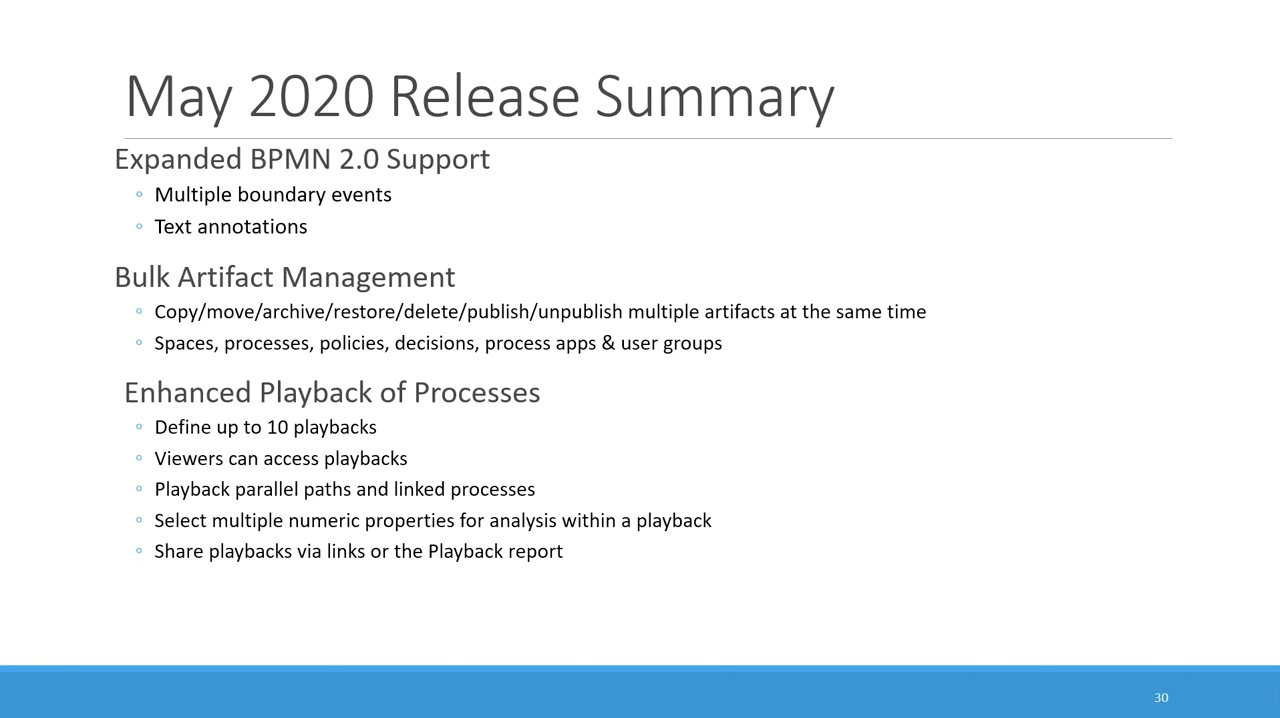 May 2020 Release Summary
Expanded BPMN 2.0 Support
◦ Multiple boundary events
◦ Text annotations
Bulk Artifact Management
◦ Copy/move/archive/restore/delete/publish/unpublish multiple artifacts at the same time
◦ Spaces, processes, policies, decisions, process apps & user groups
Enhanced Playback of Processes
◦ Define up to 10 playbacks
◦ Viewers can access playbacks
◦ Playback parallel paths and linked processes
◦ Select multiple numeric properties for analysis within a playback
◦ Share playbacks via links or the Playback report
30